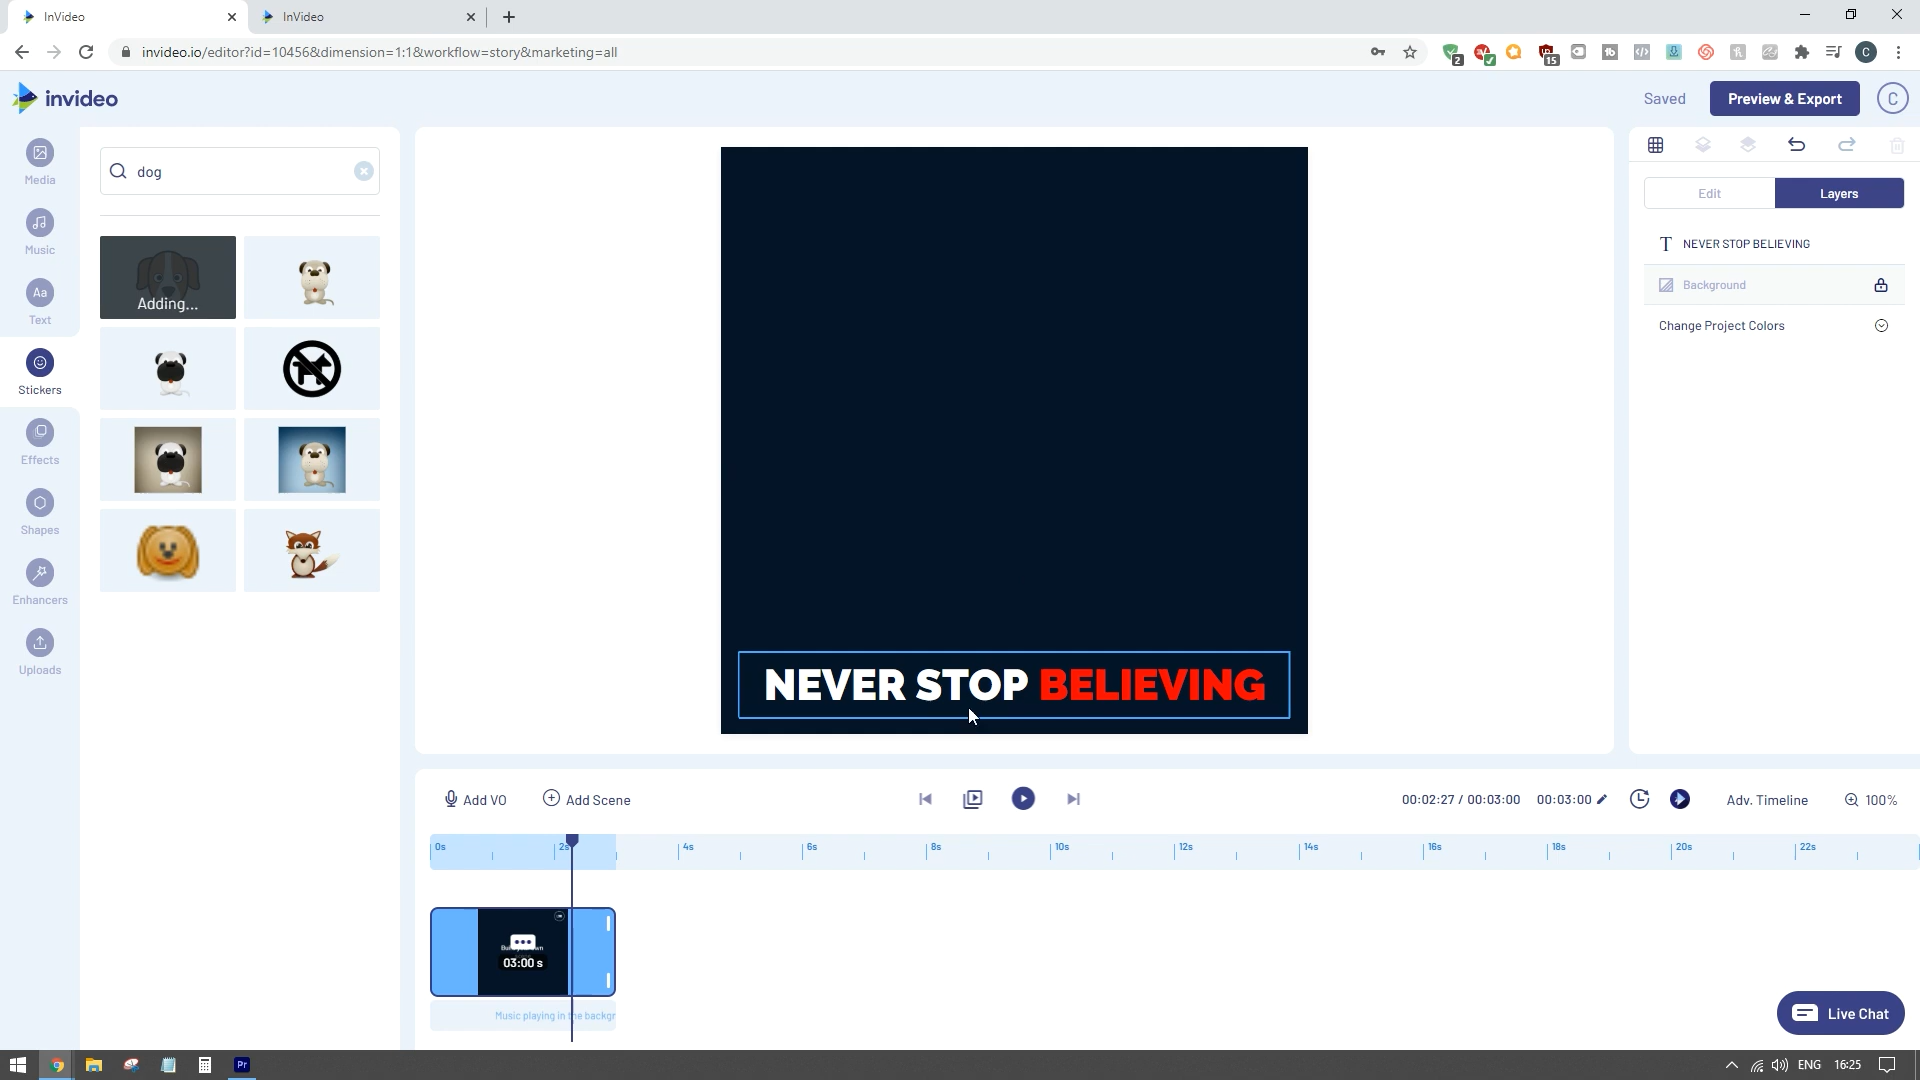 InVideo
InVideo
invideo.io/editor?id=10456&dimension=1:1&workflow=story&marketing=all
2
15
C
invideo
Saved
Preview & Export
C
Media
Music
Aa
Text
Stickers
Effects
Shapes
Enhancers
Uploads
dog
Adding...
NEVER STOP BELIEVING
Edit
Layers
T NEVER STOP BELIEVING
Background
Change Project Colors
Add VO
Add Scene
00:02:27 / 00:03:00
00:03:00
Adv. Timeline
100%
0s 2s 4s 6s 8s 10s 12s 14s 16s 18s 20s 22s
03:00 s
Music playing in the backgr
Live Chat
Pr
ENG
16:25